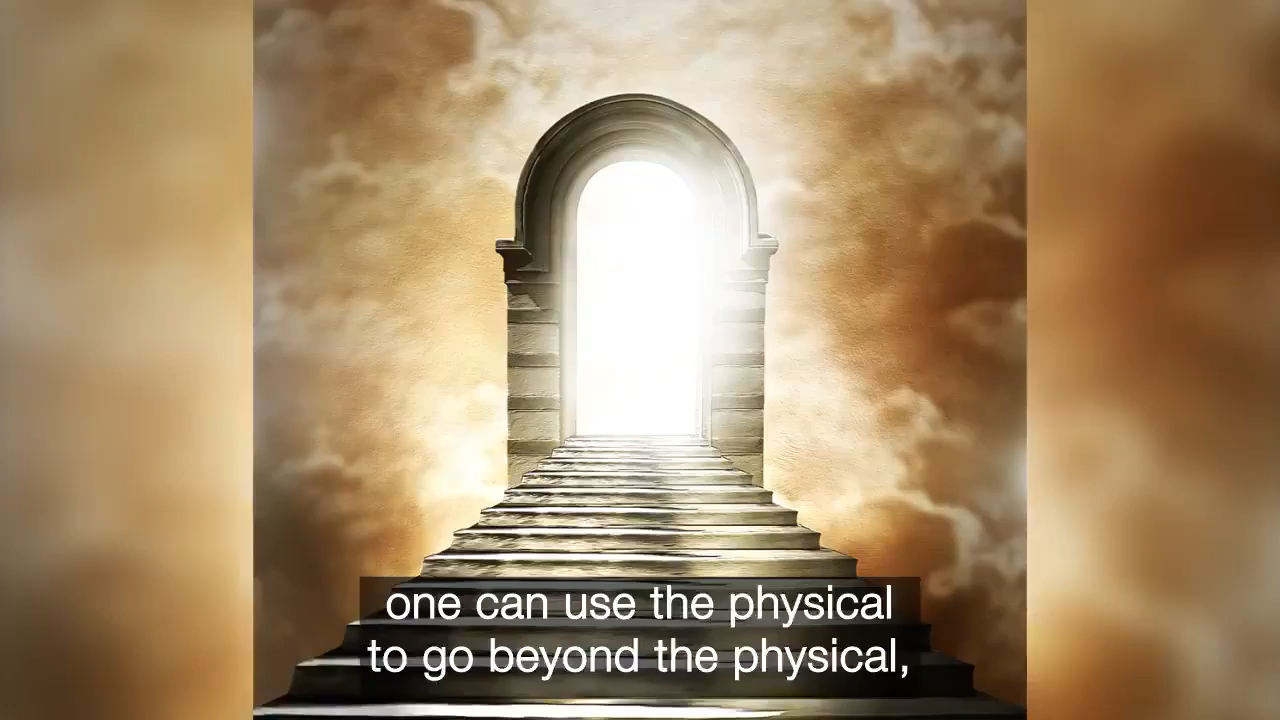 one can use the physical
to go beyond the physical,